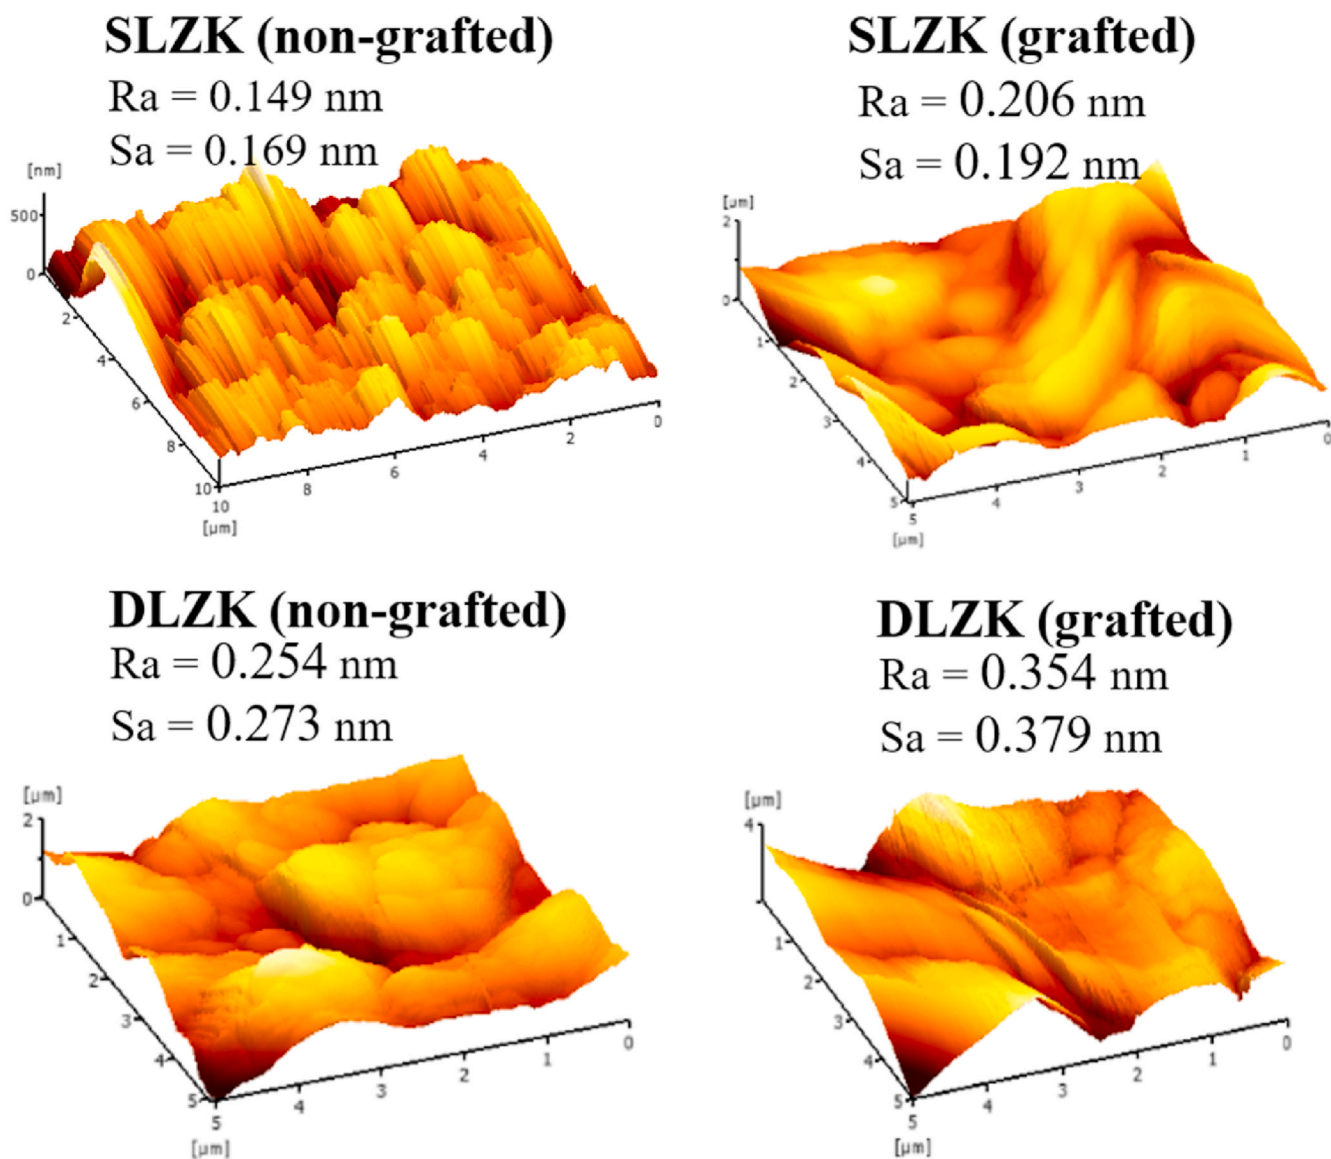 SLZK (non-grafted)
Ra = 0.149 nm
Sa = 0.169 nm
[nm]
500
0
2
4
6
8
10
10
8
6
4
2
0
[µm]
SLZK (grafted)
Ra = 0.206 nm
Sa = 0.192 nm
[µm]
2
0
1
2
3
4
5
5
4
3
2
1
0
[µm]
DLZK (non-grafted)
Ra = 0.254 nm
Sa = 0.273 nm
[µm]
2
0
1
2
3
4
5
5
4
3
2
1
0
[µm]
DLZK (grafted)
Ra = 0.354 nm
Sa = 0.379 nm
[µm]
4
1
2
3
4
5
5
4
3
2
1
0
[µm]